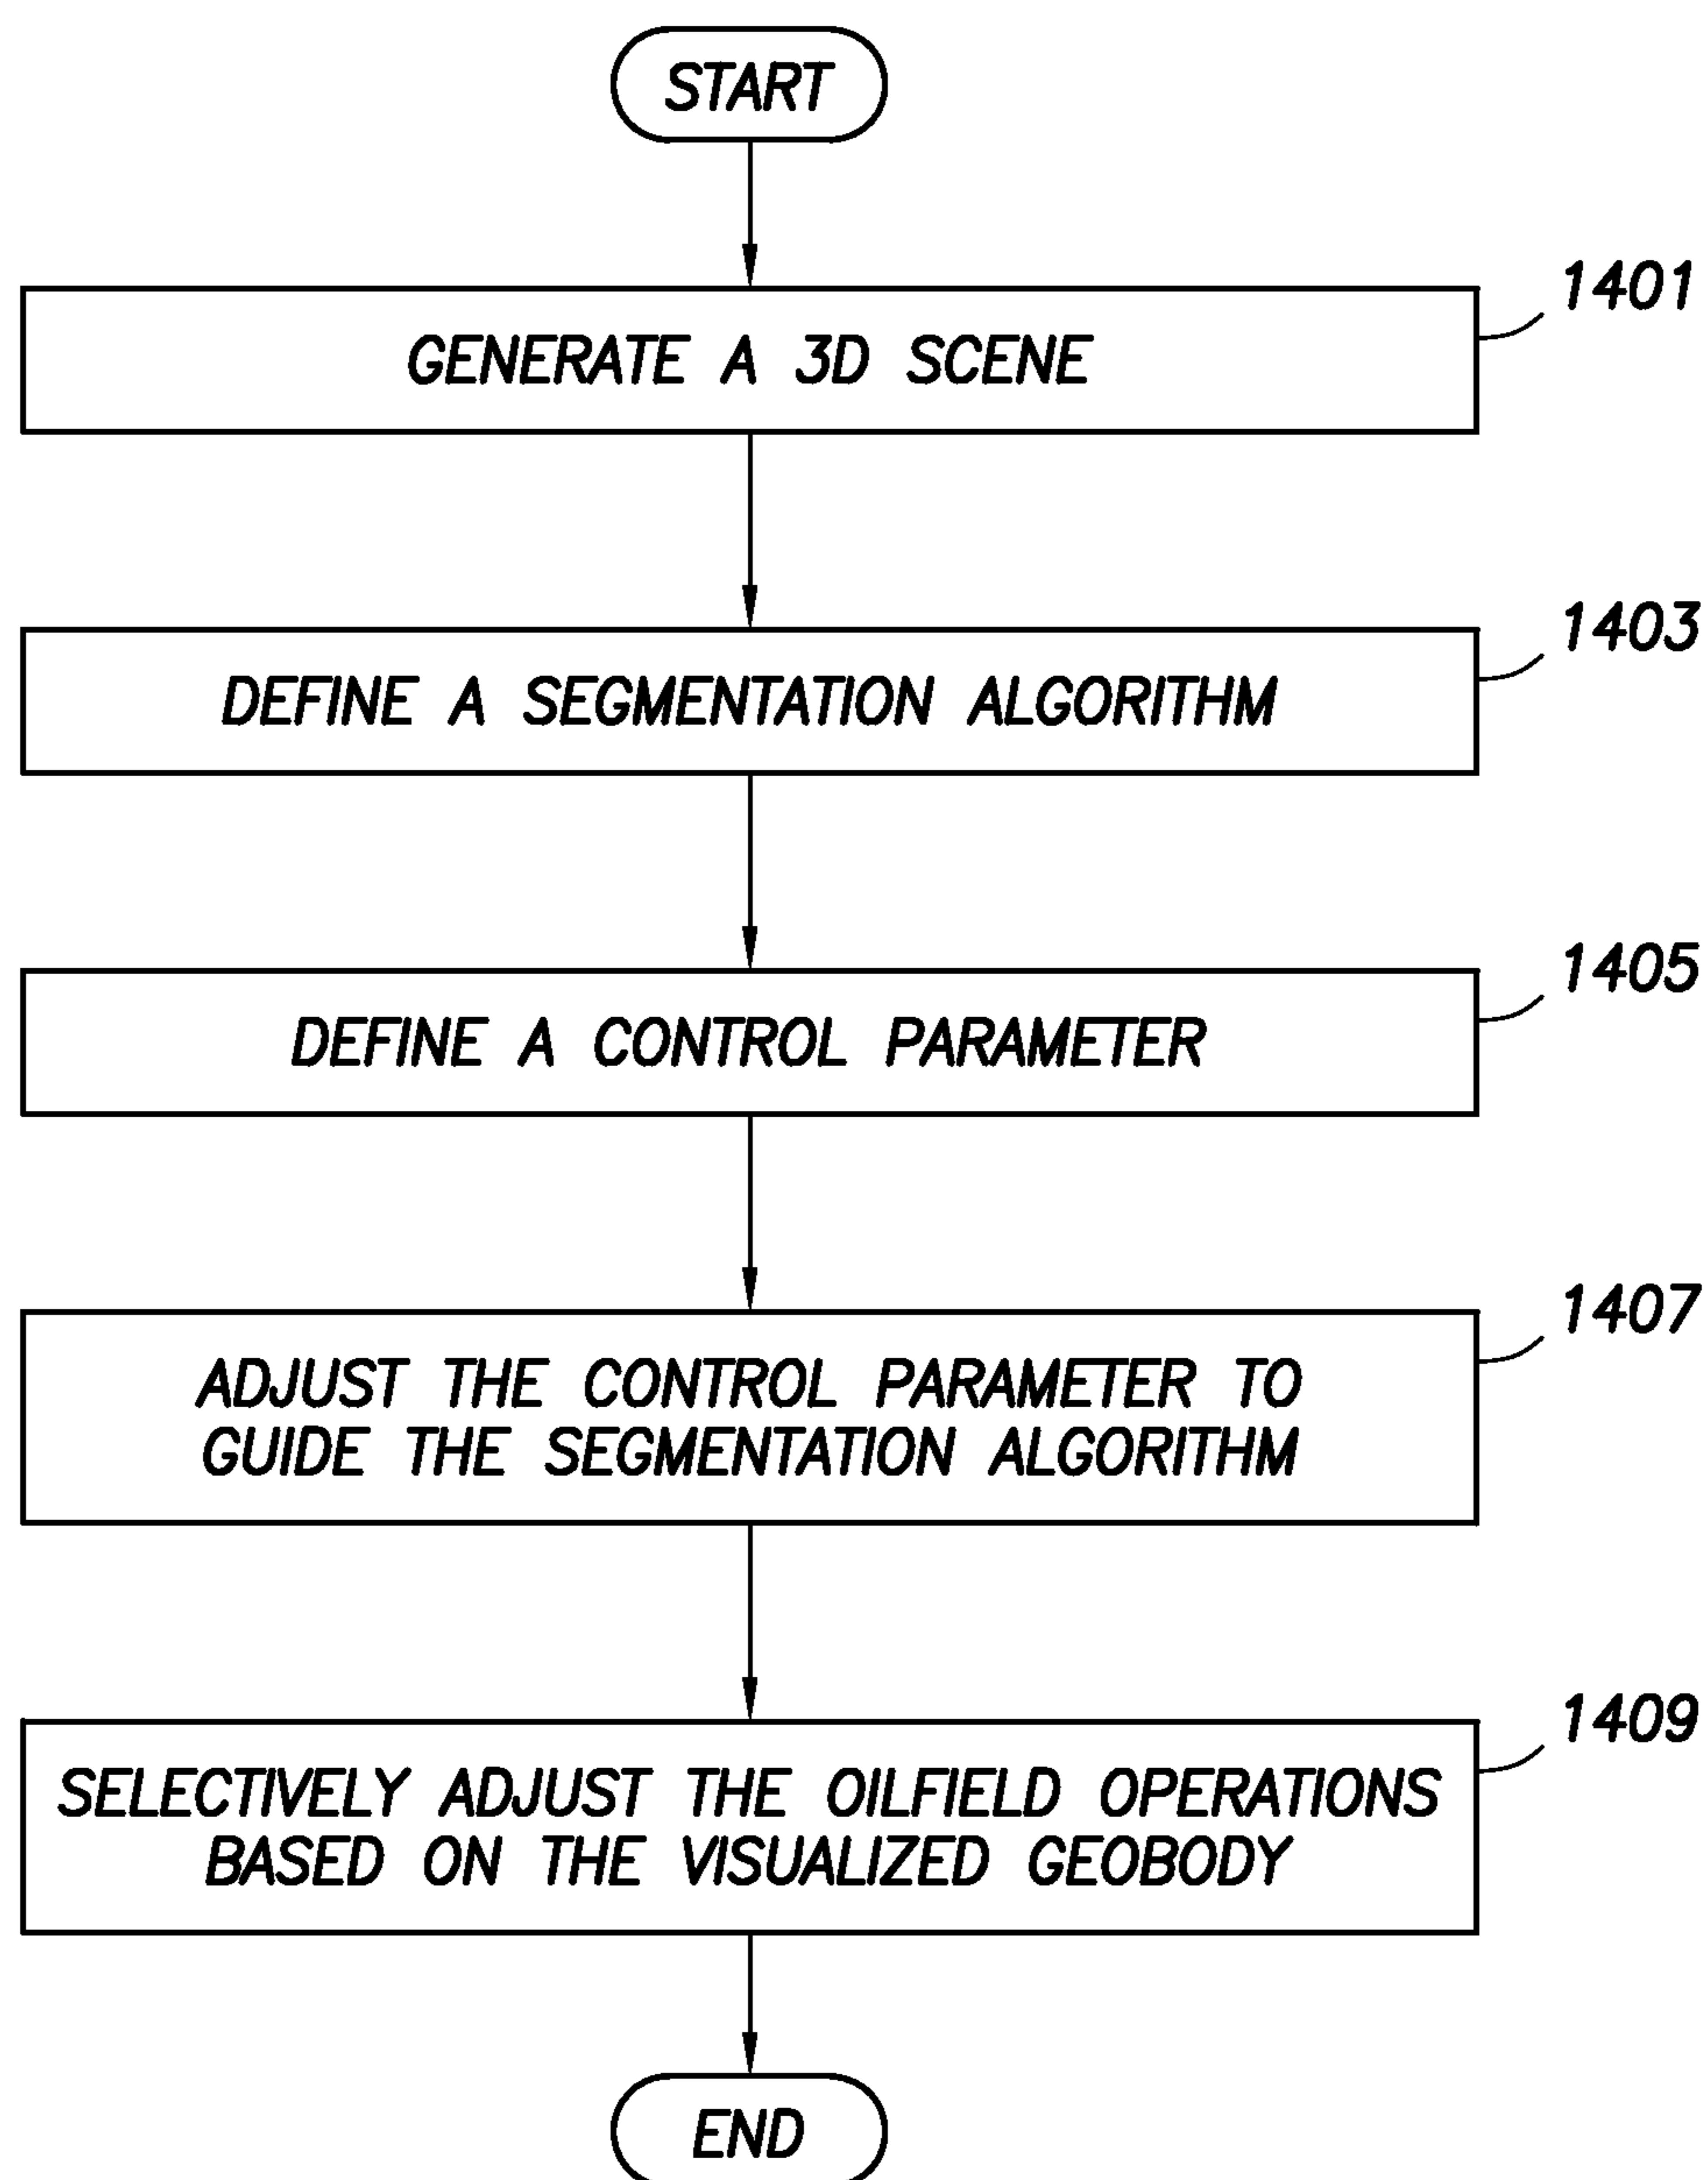 START
1401
GENERATE A 3D SCENE
1403
DEFINE A SEGMENTATION ALGORITHM
1405
DEFINE A CONTROL PARAMETER
1407
ADJUST THE CONTROL PARAMETER TO
GUIDE THE SEGMENTATION ALGORITHM
1409
SELECTIVELY ADJUST THE OILFIELD OPERATIONS
BASED ON THE VISUALIZED GEOBODY
END